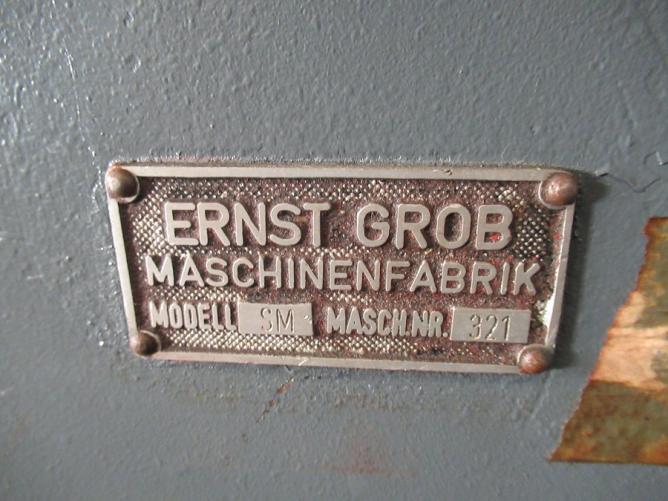 ERNST GROB
MASCHINENFABRIK
MODELL SM MASCH.NR. 321